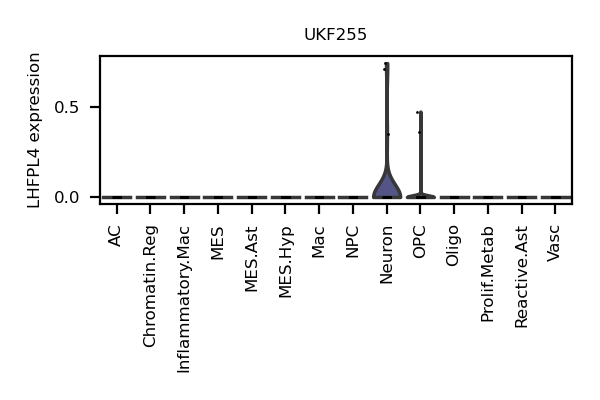 UKF255
LHFPL4 expression
0.5
0.0
AC
Chromatin.Reg
Inflammatory.Mac
MES
MES.Ast
MES.Hyp
Mac
NPC
Neuron
OPC
Oligo
Prolif.Metab
Reactive.Ast
Vasc